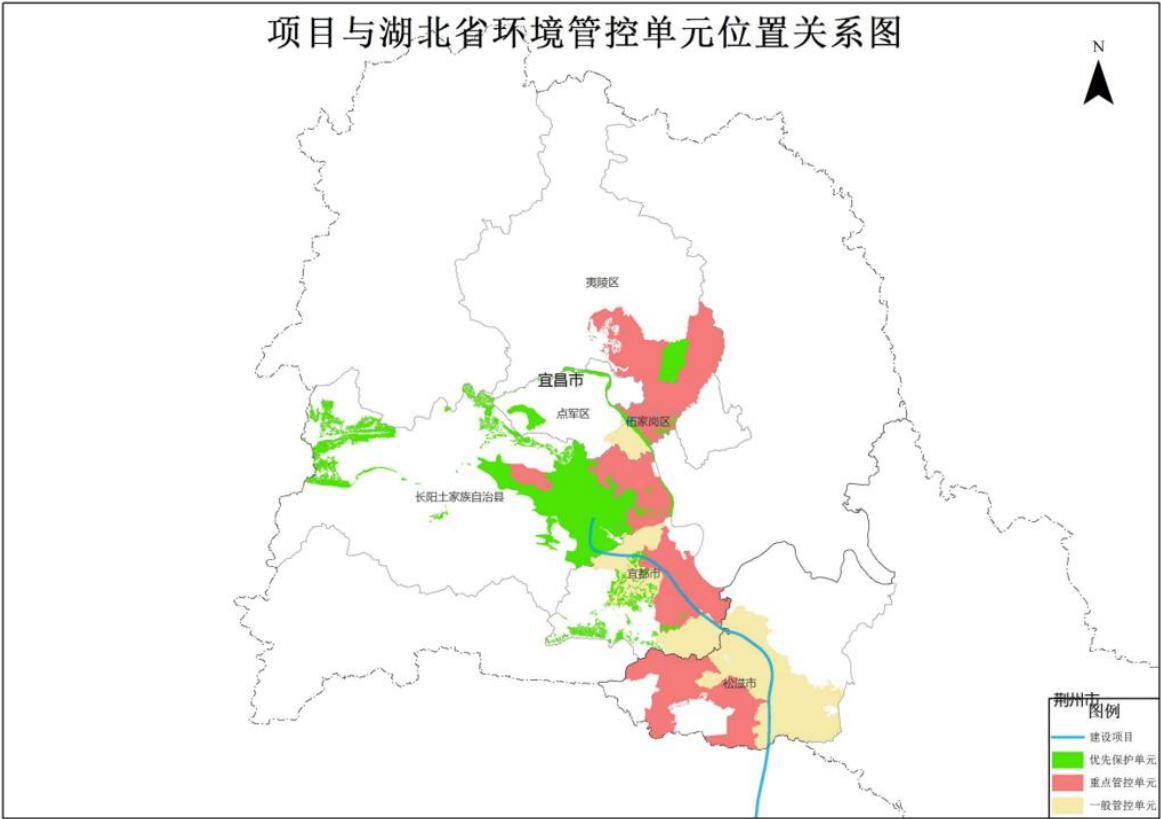 项目与湖北省环境管控单元位置关系图
N
夷陵区
宜昌市
点军区
伍家岗区
长阳土家族自治县
宜都市
松滋市
荆州市
图例
建设项目
优先保护单元
重点管控单元
一般管控单元